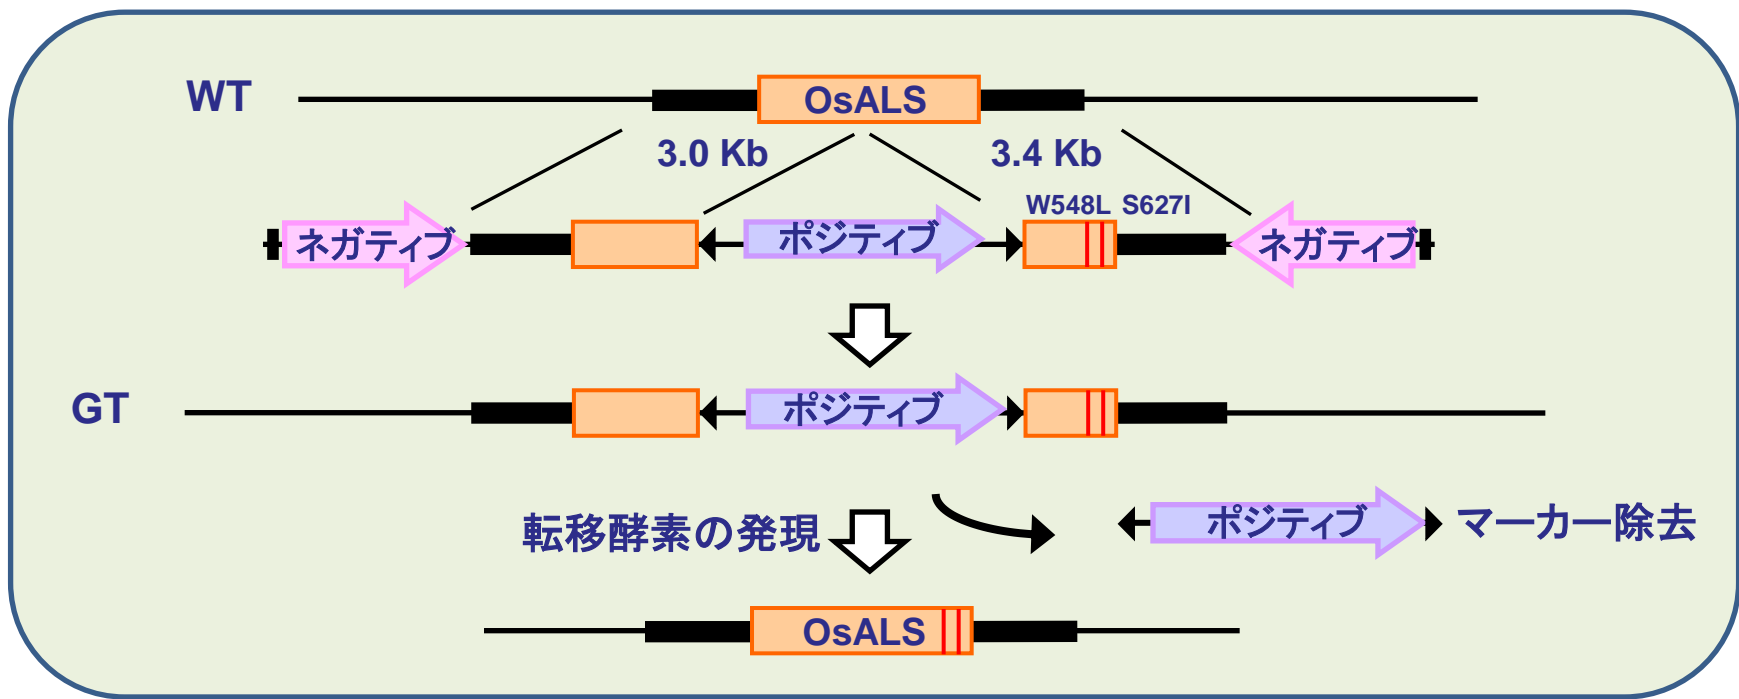 WT
OsALS
3.0 Kb
3.4 Kb
W548L S627I
ネガティブ
ポジティブ
ネガティブ
GT
ポジティブ
転移酵素の発現
ポジティブ
マーカー除去
OsALS